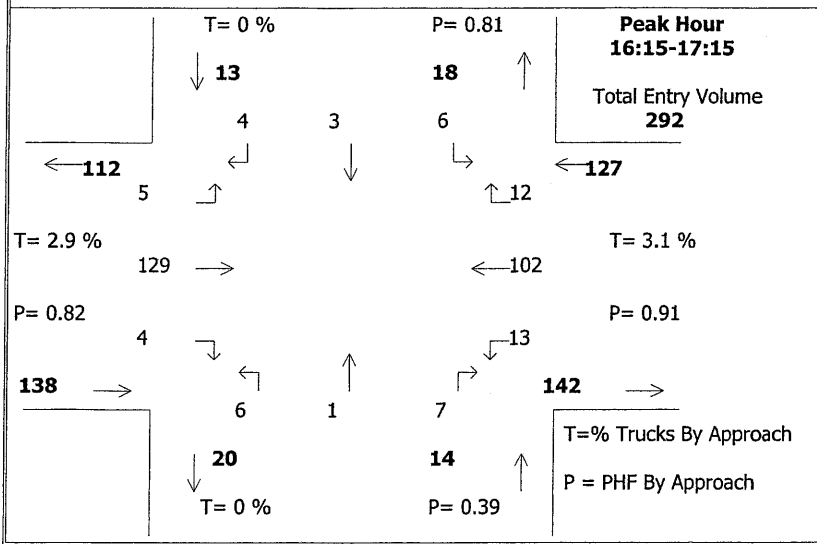 T= 0 % P= 0.81 Peak Hour
16:15-17:15
13 18
Total Entry Volume
4 3 6 292
112 127
5 12
T= 2.9 % T= 3.1 %
129 102
P= 0.82 P= 0.91
4 13
138 142
6 1 7
T=% Trucks By Approach
20 14
P = PHF By Approach
T= 0 % P= 0.39